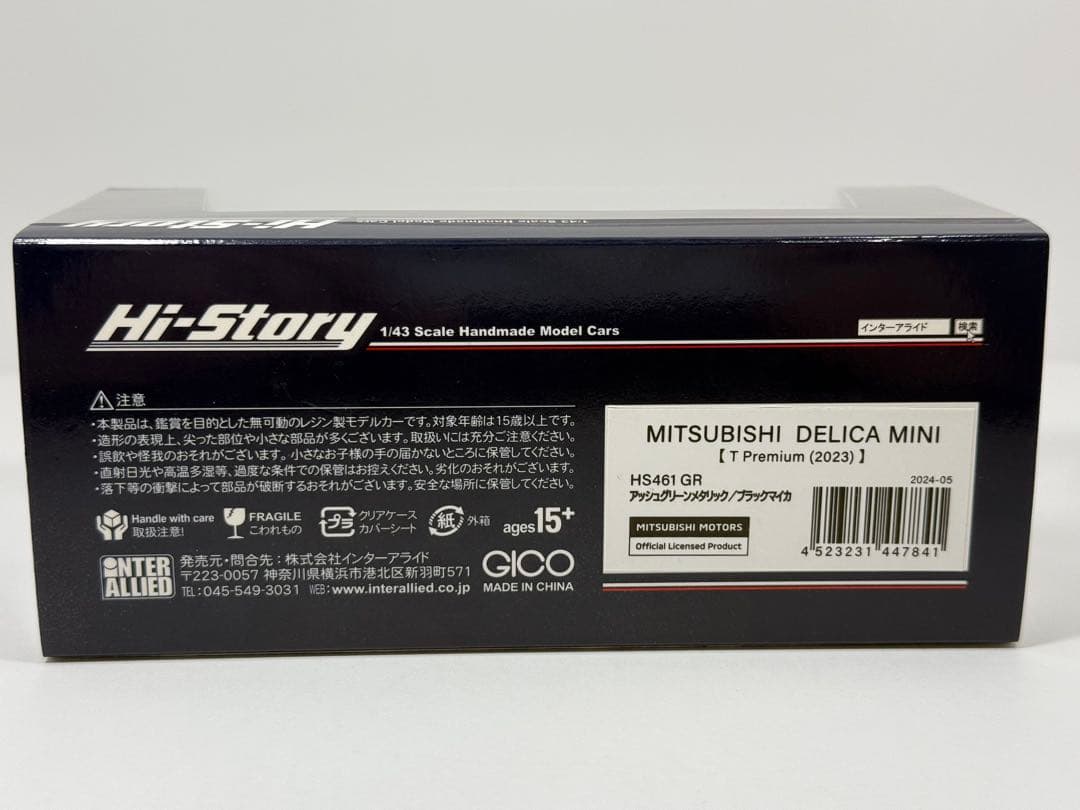 Hi-Story
1/43 Scale Handmade Model Cars
Hi-Story 1/43 Scale Handmade Model Cars
インターアライド 検索
注意
・本製品は、鑑賞を目的とした無可動のレジン製モデルカーです。対象年齢は15歳以上です。
・造形の表現上、尖った部位や小さな部品が多くございます。取扱いには充分ご注意ください。
・誤飲や怪我のおそれがございます。小さなお子様の手の届かないところに保管してください。
・直射日光や高温多湿等、過度な条件での保管はお控えください。劣化のおそれがございます。
・落下等の衝撃によって部品が破断するおそれがございます。安全な場所に保管してください。
Handle with care
取扱注意!
FRAGILE
こわれもの
プラ
クリアケース
カバーシート
紙
外箱
ages15+
INTER
ALLIED
発売元・問合先:株式会社インターアライド
〒223-0057 神奈川県横浜市港北区新羽町571
TEL:045-549-3031 WEB:www.interallied.co.jp
GICO
MADE IN CHINA
MITSUBISHI DELICA MINI
【 T Premium (2023) 】
HS461 GR
2024-05
アッシュグリーンメタリック/ブラックマイカ
MITSUBISHI MOTORS
Official Licensed Product
4 523231 447841